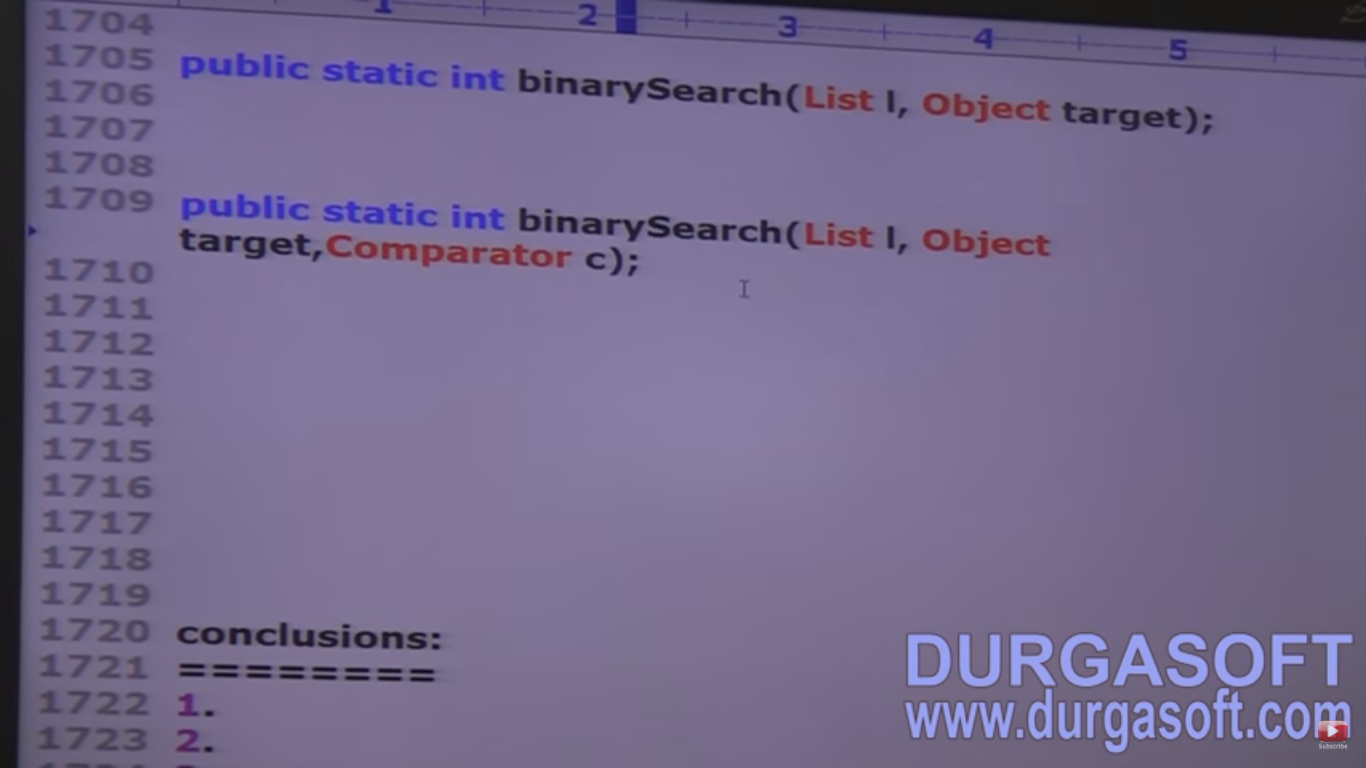 1 2 3 4 5
1704
1705 public static int binarySearch(List l, Object target);
1706
1707
1708
1709 public static int binarySearch(List l, Object
target,Comparator c);
1710
1711
1712
1713
1714
1715
1716
1717
1718
1719
1720 conclusions:
1721 ========
1722 1.
1723 2.
DURGASOFT
www.durgasoft.com
Subscribe